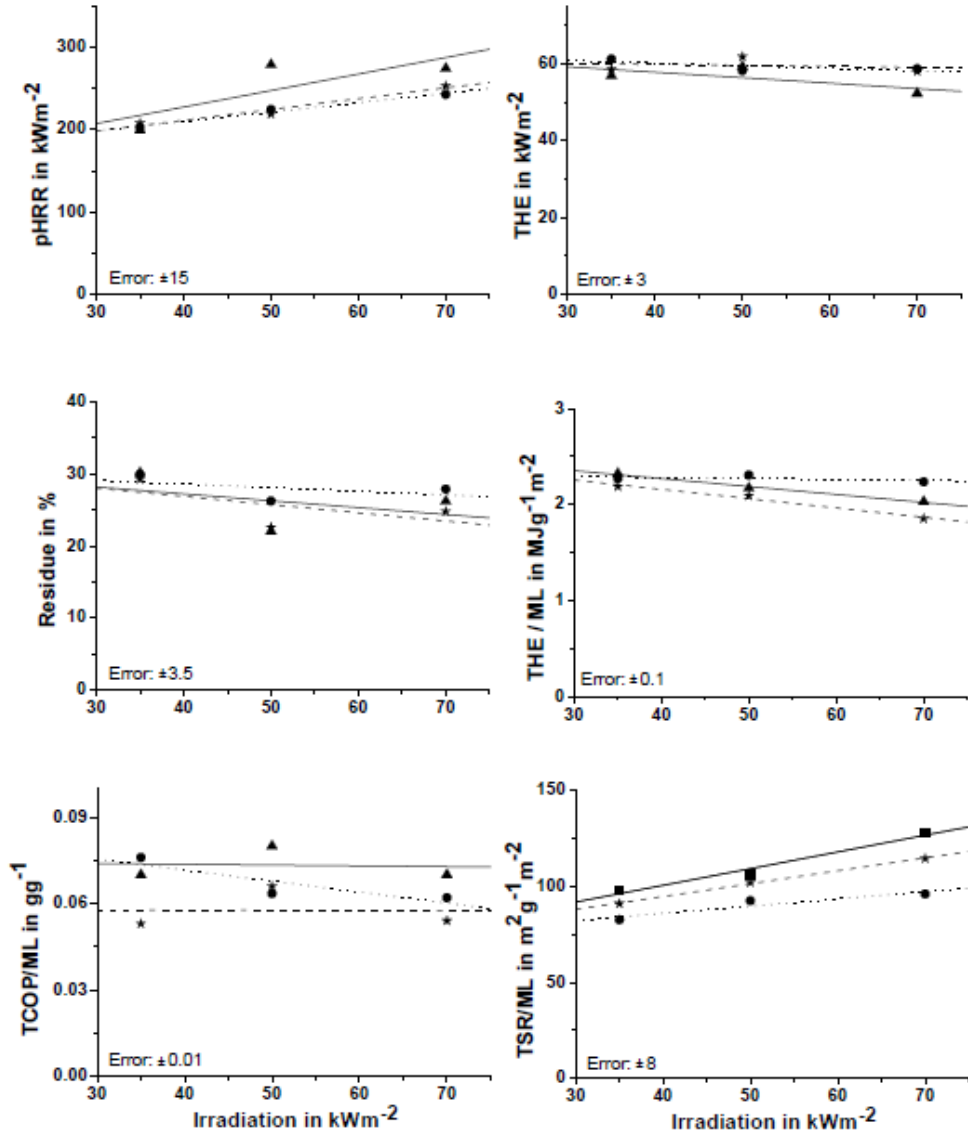 pHRR in kWm-2
300
200
100
0
Error: ±15
30 40 50 60 70
THE in kWm-2
60
40
20
0
Error: ±3
30 40 50 60 70
Residue in %
40
30
20
10
0
Error: ±3.5
30 40 50 60 70
THE / ML in MJg-1m-2
3
2
1
0
Error: ±0.1
30 40 50 60 70
TCOP/ML in gg-1
0.09
0.06
0.03
0.00
Error: ±0.01
30 40 50 60 70
Irradiation in kWm-2
TSR/ML in m2g-1m-2
150
100
50
0
Error: ±8
30 40 50 60 70
Irradiation in kWm-2